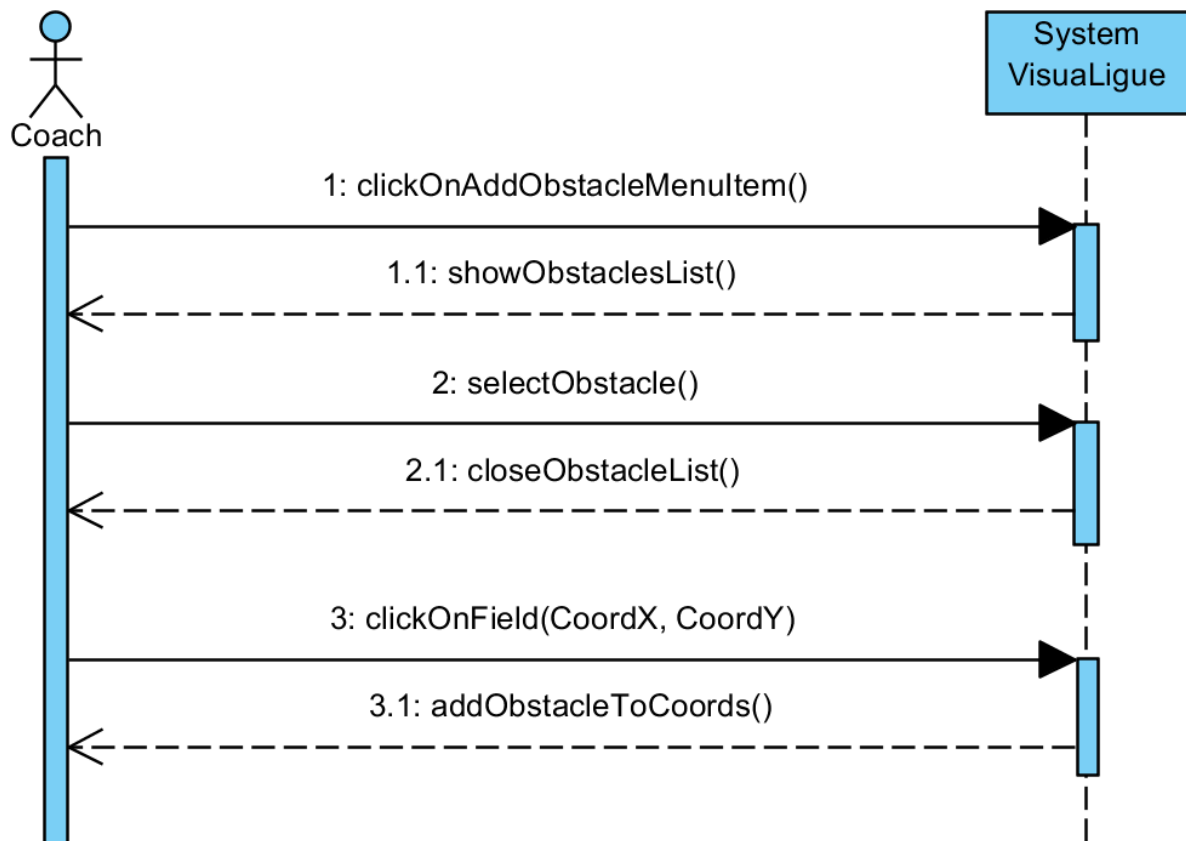 System
VisuaLigue
Coach
1: clickOnAddObstacleMenuItem()
1.1: showObstaclesList()
2: selectObstacle()
2.1: closeObstacleList()
3: clickOnField(CoordX, CoordY)
3.1: addObstacleToCoords()